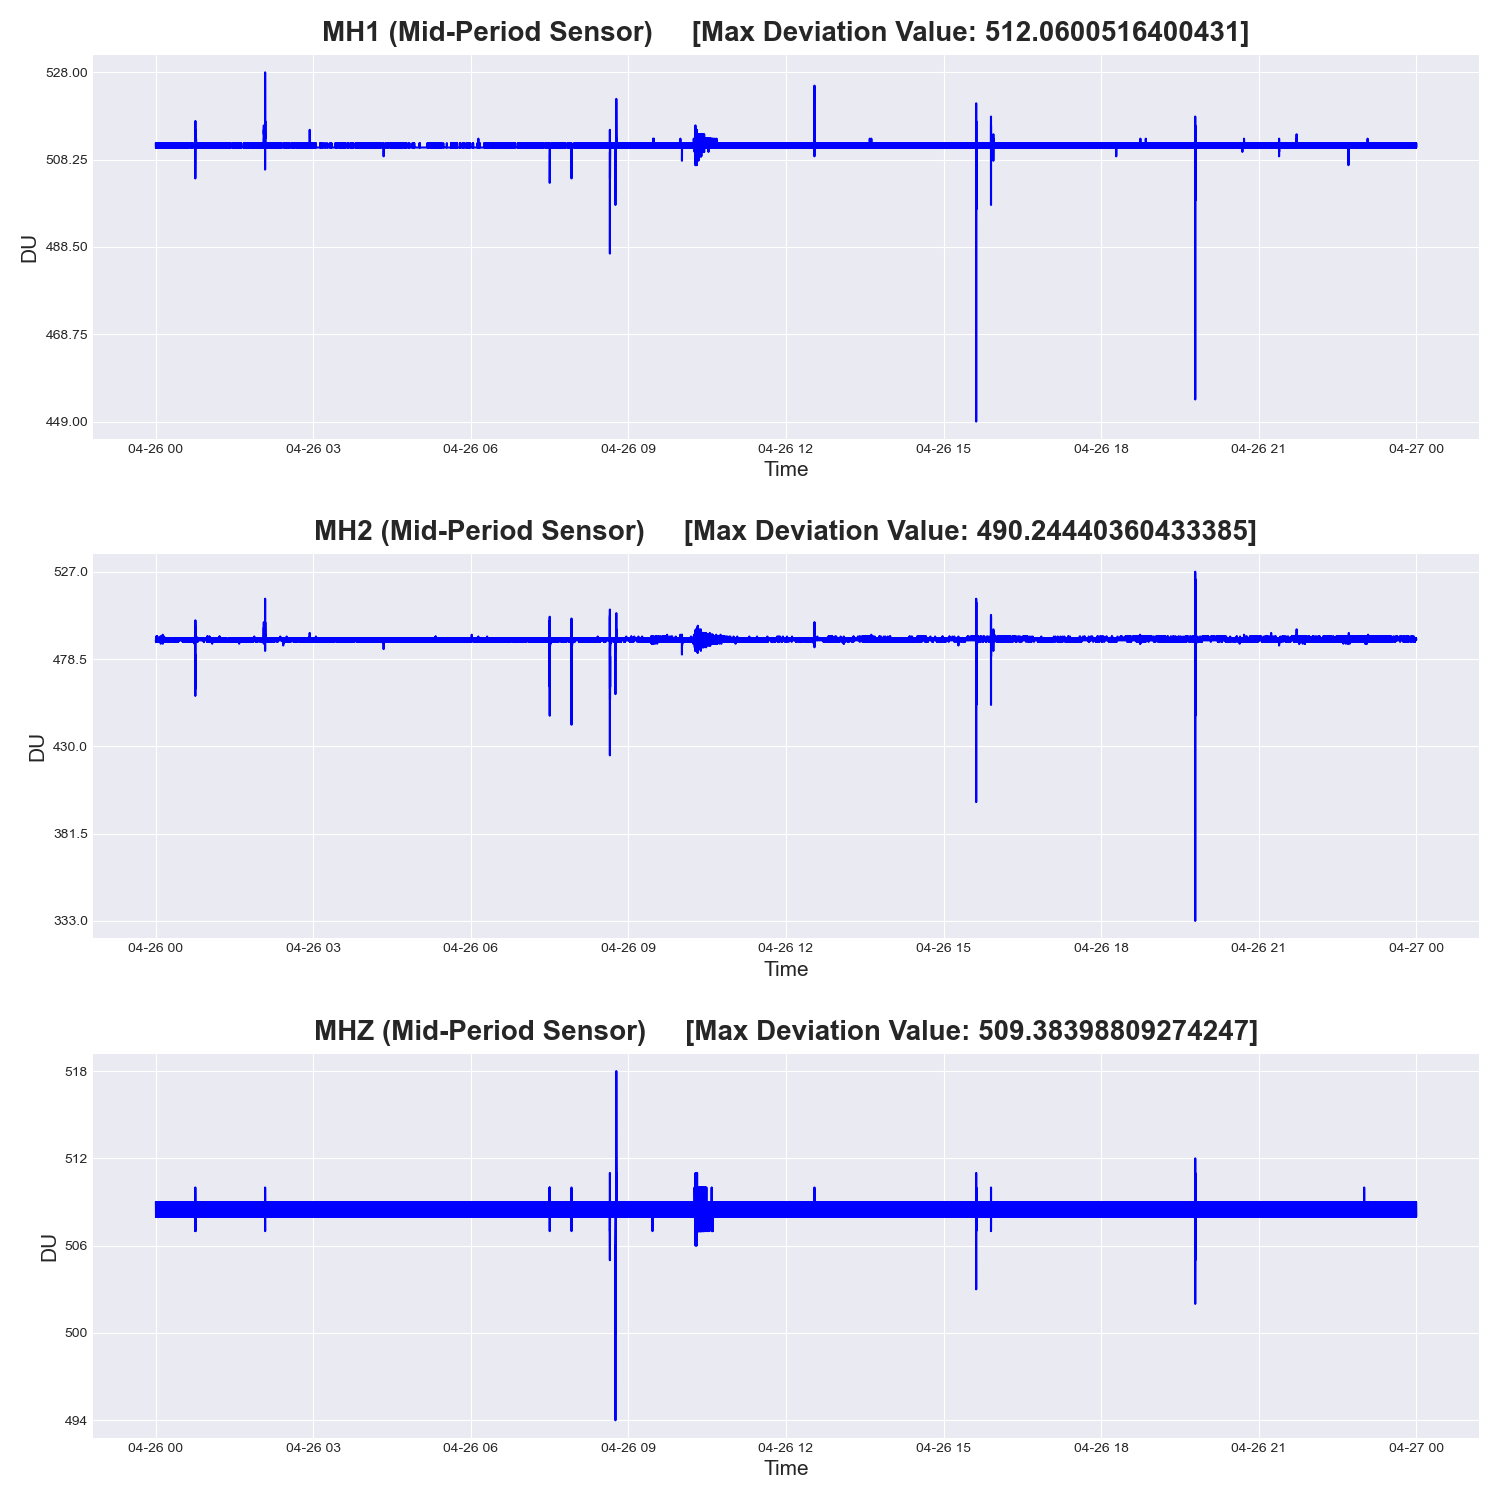 MH1 (Mid-Period Sensor) [Max Deviation Value: 512.0600516400431]
528.00
508.25
488.50
468.75
449.00
DU
04-26 00 04-26 03 04-26 06 04-26 09 04-26 12 04-26 15 04-26 18 04-26 21 04-27 00
Time
MH2 (Mid-Period Sensor) [Max Deviation Value: 490.24440360433385]
527.0
478.5
430.0
381.5
333.0
DU
04-26 00 04-26 03 04-26 06 04-26 09 04-26 12 04-26 15 04-26 18 04-26 21 04-27 00
Time
MHZ (Mid-Period Sensor) [Max Deviation Value: 509.38398809274247]
518
512
506
500
494
DU
04-26 00 04-26 03 04-26 06 04-26 09 04-26 12 04-26 15 04-26 18 04-26 21 04-27 00
Time